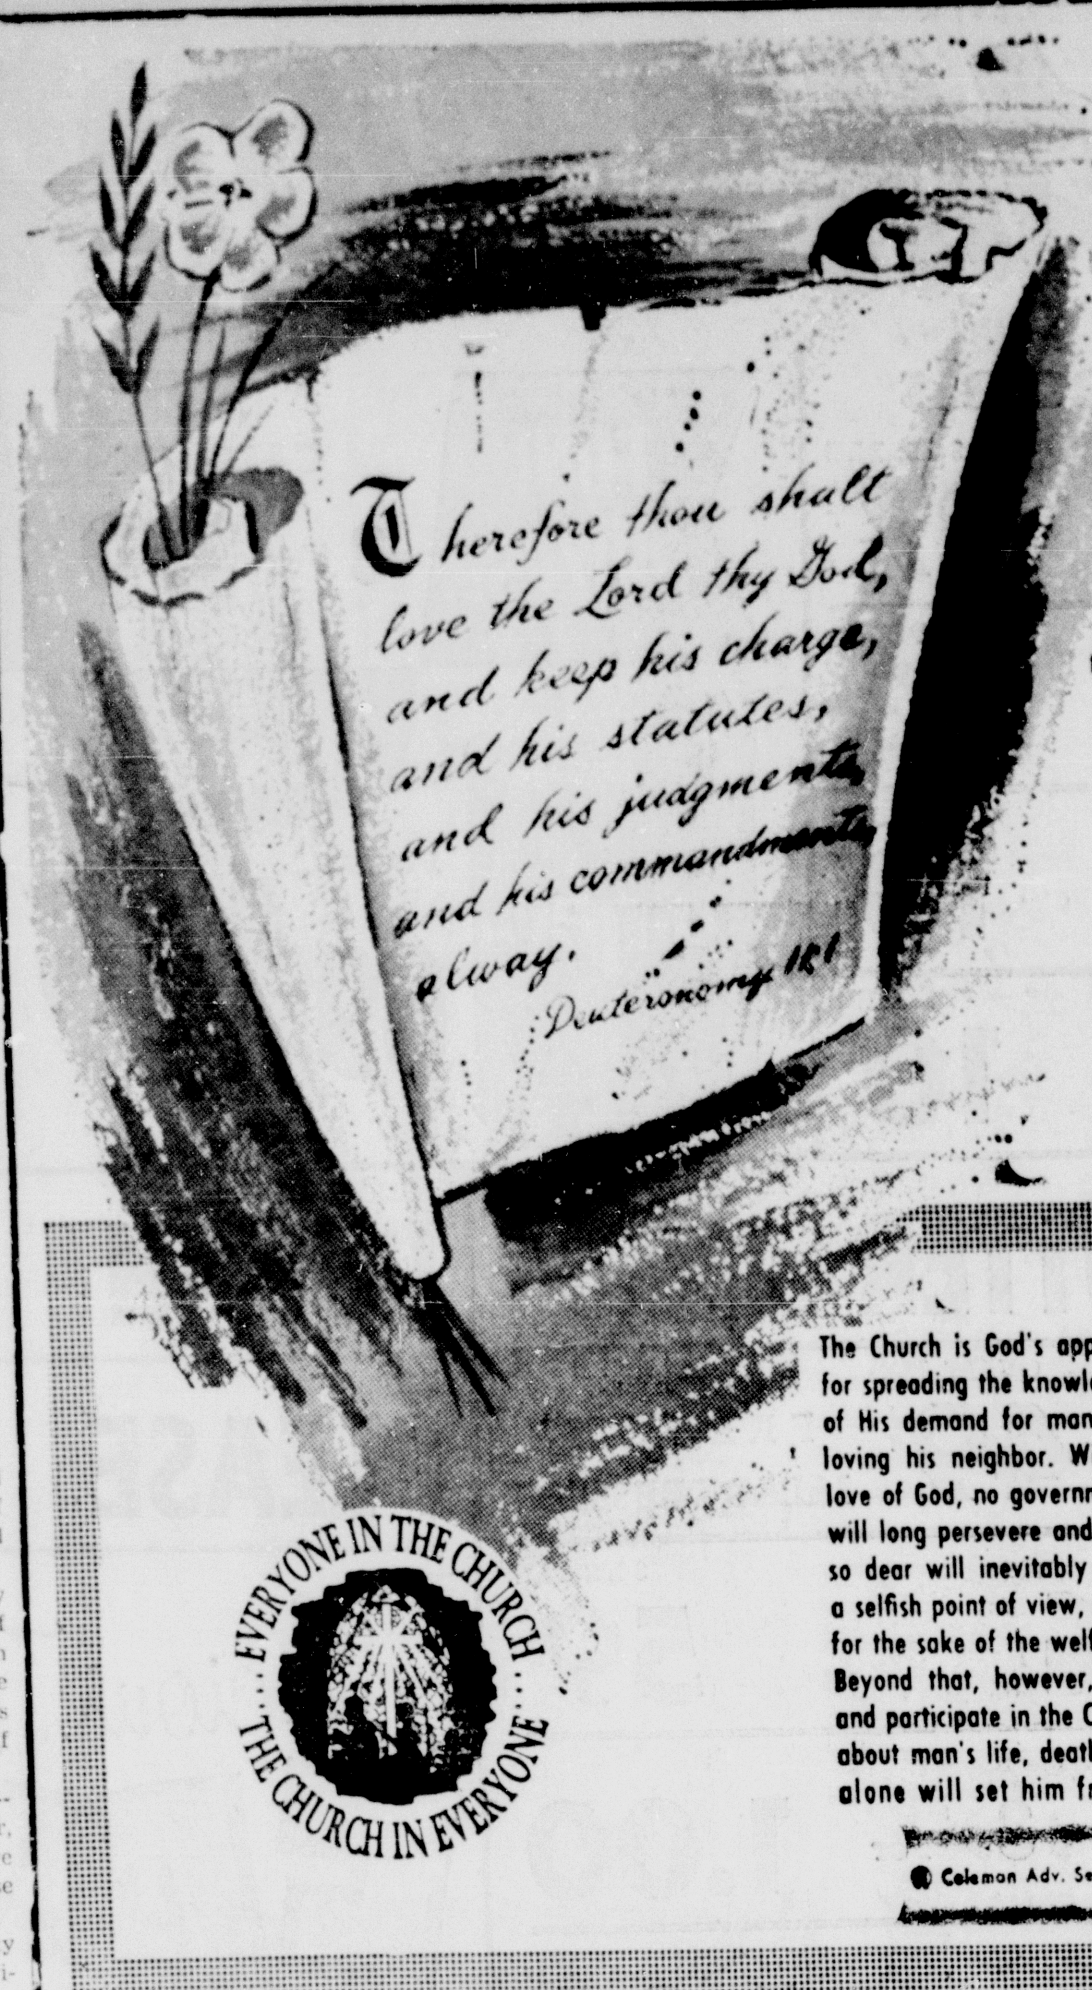 Therefore thou shalt
love the Lord thy God,
and keep his charge,
and his statutes,
and his judgments,
and his commandments,
alway.
Deuteronomy 11:1
The Church is God's app
for spreading the knowl
of His demand for man
loving his neighbor. W
love of God, no governm
will long persevere and
so dear will inevitably
a selfish point of view,
for the sake of the welf
Beyond that, however,
and participate in the C
about man's life, death
alone will set him fr
EVERYONE IN THE CHURCH
....THE CHURCH IN EVERYONE...
Coleman Adv. Se